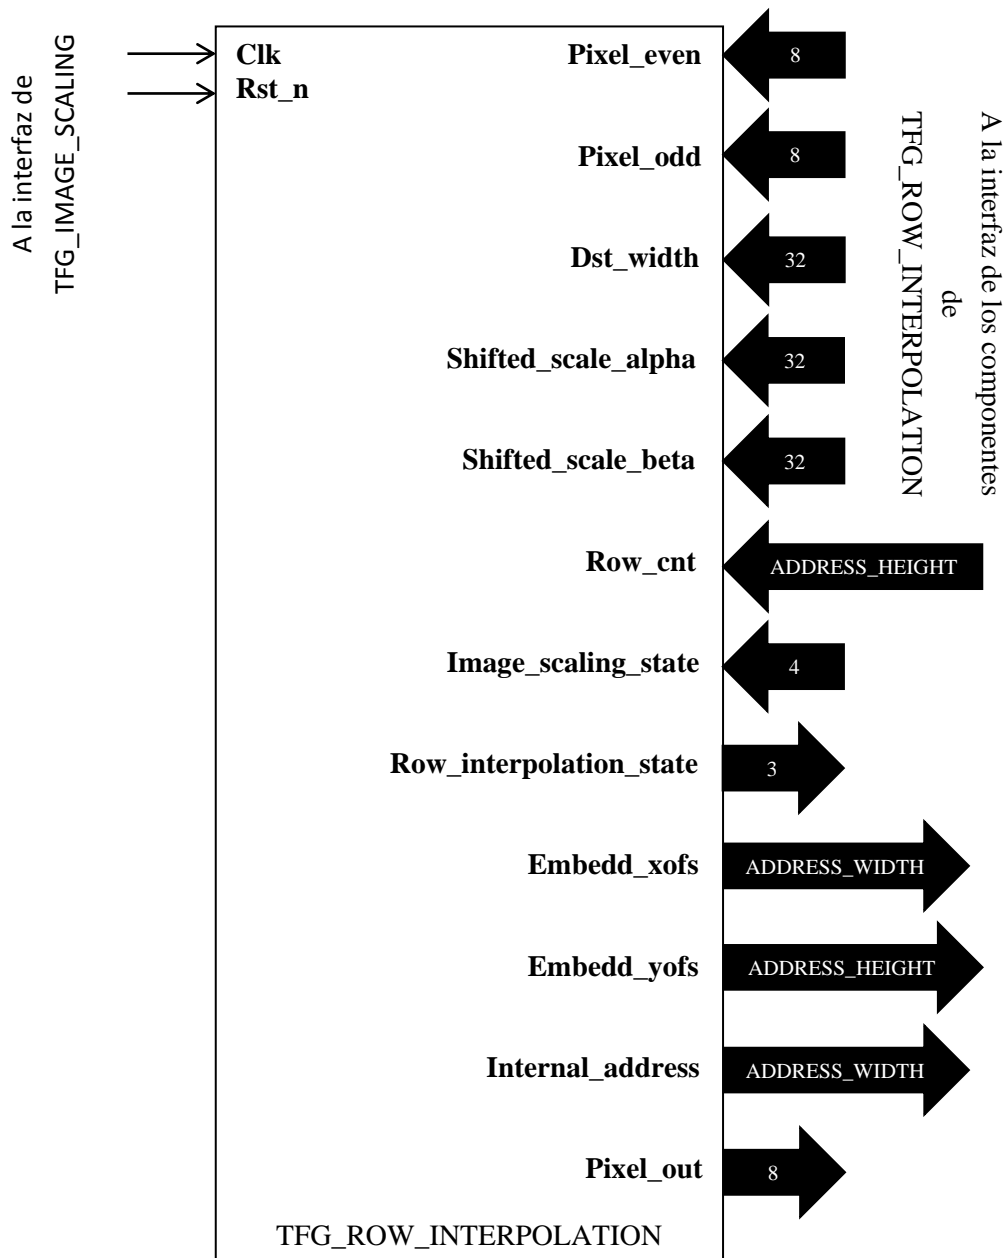 A la interfaz de
TFG_IMAGE_SCALING
Clk
Rst_n
Pixel_even
8
Pixel_odd
8
Dst_width
32
Shifted_scale_alpha
32
Shifted_scale_beta
32
Row_cnt
ADDRESS_HEIGHT
Image_scaling_state
4
Row_interpolation_state
3
Embedd_xofs
ADDRESS_WIDTH
Embedd_yofs
ADDRESS_HEIGHT
Internal_address
ADDRESS_WIDTH
Pixel_out
8
A la interfaz de los componentes
de
TFG_ROW_INTERPOLATION
TFG_ROW_INTERPOLATION